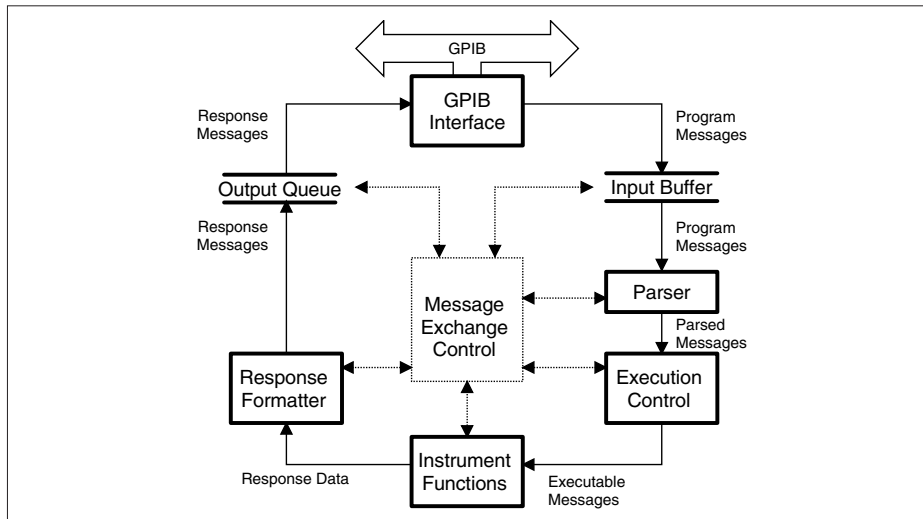 GPIB
GPIB
Interface
Response
Messages
Program
Messages
Output Queue
Input Buffer
Response
Messages
Program
Messages
Message
Exchange
Control
Parser
Parsed
Messages
Response
Formatter
Execution
Control
Response Data
Instrument
Functions
Executable
Messages